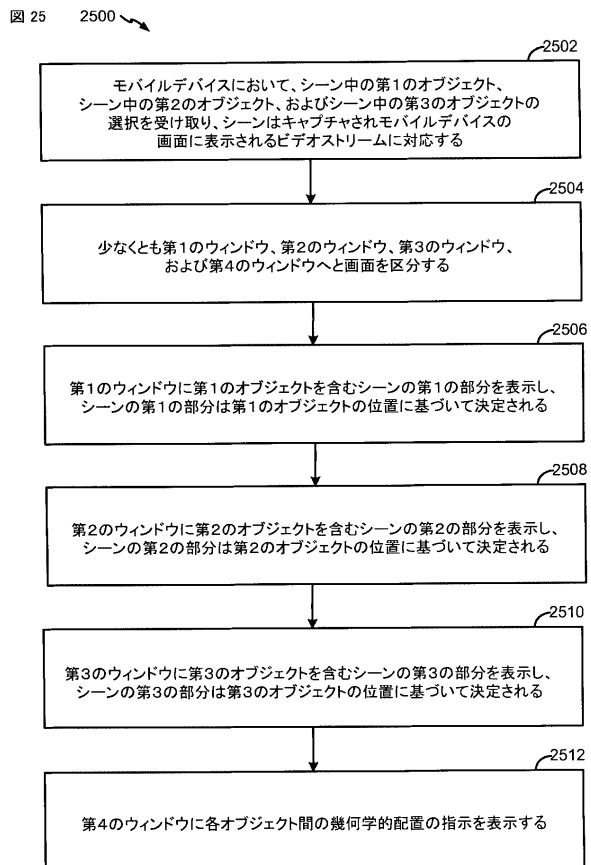 図 25 2500
2502
モバイルデバイスにおいて、シーン中の第1のオブジェクト、
シーン中の第2のオブジェクト、およびシーン中の第3のオブジェクトの
選択を受け取り、シーンはキャプチャされモバイルデバイスの
画面に表示されるビデオストリームに対応する
2504
少なくとも第1のウィンドウ、第2のウィンドウ、第3のウィンドウ、
および第4のウィンドウへと画面を区分する
2506
第1のウィンドウに第1のオブジェクトを含むシーンの第1の部分を表示し、
シーンの第1の部分は第1のオブジェクトの位置に基づいて決定される
2508
第2のウィンドウに第2のオブジェクトを含むシーンの第2の部分を表示し、
シーンの第2の部分は第2のオブジェクトの位置に基づいて決定される
2510
第3のウィンドウに第3のオブジェクトを含むシーンの第3の部分を表示し、
シーンの第3の部分は第3のオブジェクトの位置に基づいて決定される
2512
第4のウィンドウに各オブジェクト間の幾何学的配置の指示を表示する